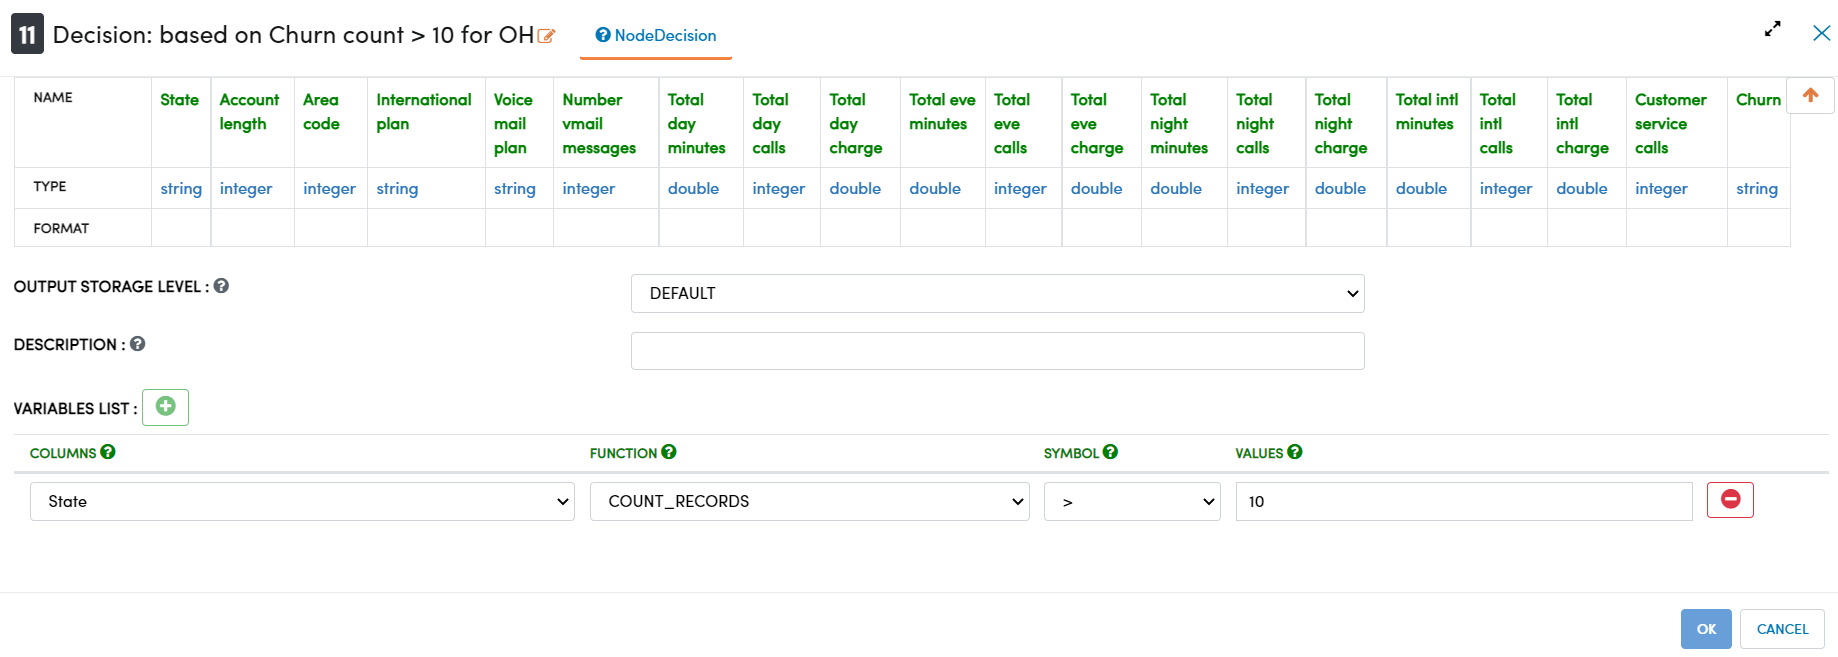 11 Decision: based on Churn count > 10 for OH NodeDecision
NAME State Account length Area code International plan Voice mail plan Number vmail messages Total day minutes Total day calls Total day charge Total eve minutes Total eve calls Total eve charge Total night minutes Total night calls Total night charge Total intl minutes Total intl calls Total intl charge Customer service calls Churn
TYPE string integer integer string string integer double integer double double integer double double integer double double integer double integer string
FORMAT
OUTPUT STORAGE LEVEL : DEFAULT
DESCRIPTION :
VARIABLES LIST :
COLUMNS FUNCTION SYMBOL VALUES
State COUNT_RECORDS > 10
OK CANCEL